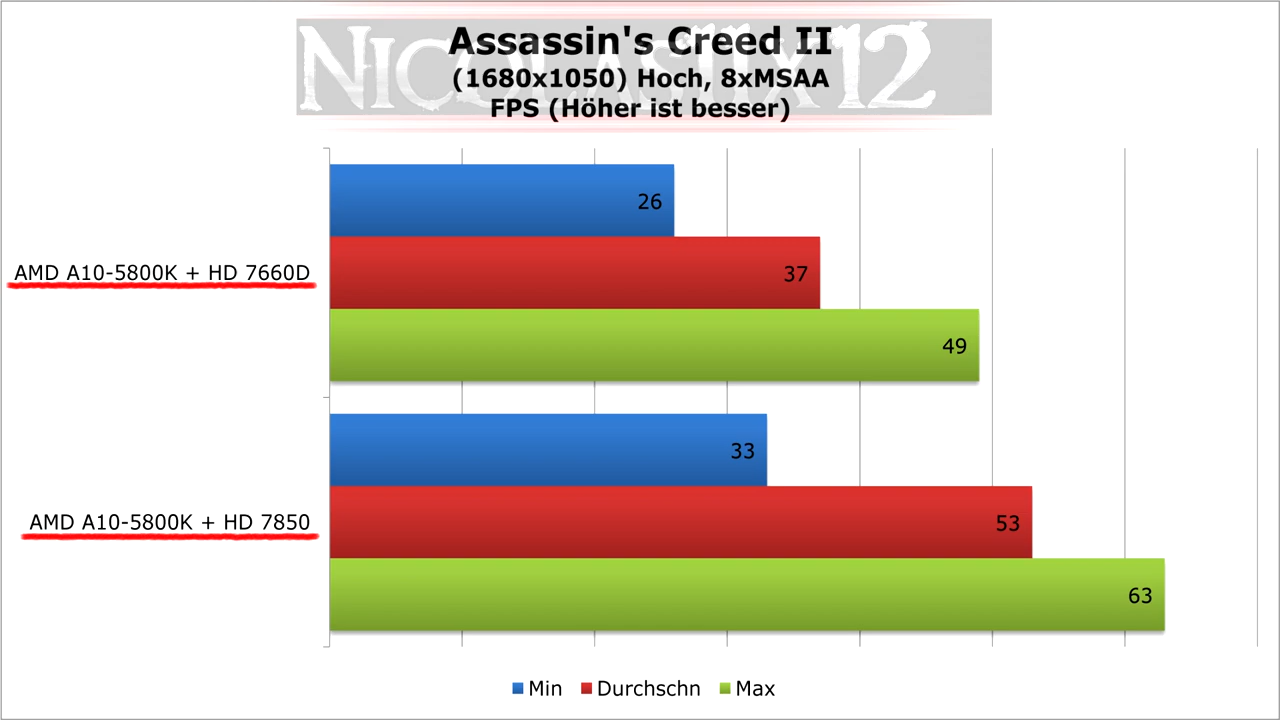 Nicolas11x12
Assassin's Creed II
(1680x1050) Hoch, 8xMSAA
FPS (Höher ist besser)
26
AMD A10-5800K + HD 7660D
37
49
33
AMD A10-5800K + HD 7850
53
63
Min
Durchschn
Max